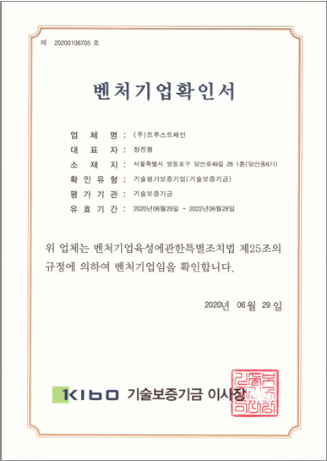 제 20200108705 호
벤처기업확인서
업 체 명 : (주)트루스트체인
대 표 자 : 정진형
소 재 지 : 서울특별시 영등포구 당산로49길 28 1층(당산동6가)
확 인 유 형 : 기술평가보증기업(기술보증기금)
평 가 기 관 : 기술보증기금
유 효 기 간 : 2020년06월29일 ~ 2022년06월28일
위 업체는 벤처기업육성에관한특별조치법 제25조의
규정에 의하여 벤처기업임을 확인합니다.
2020년 06월 29일
KIBO 기술보증기금 이사장